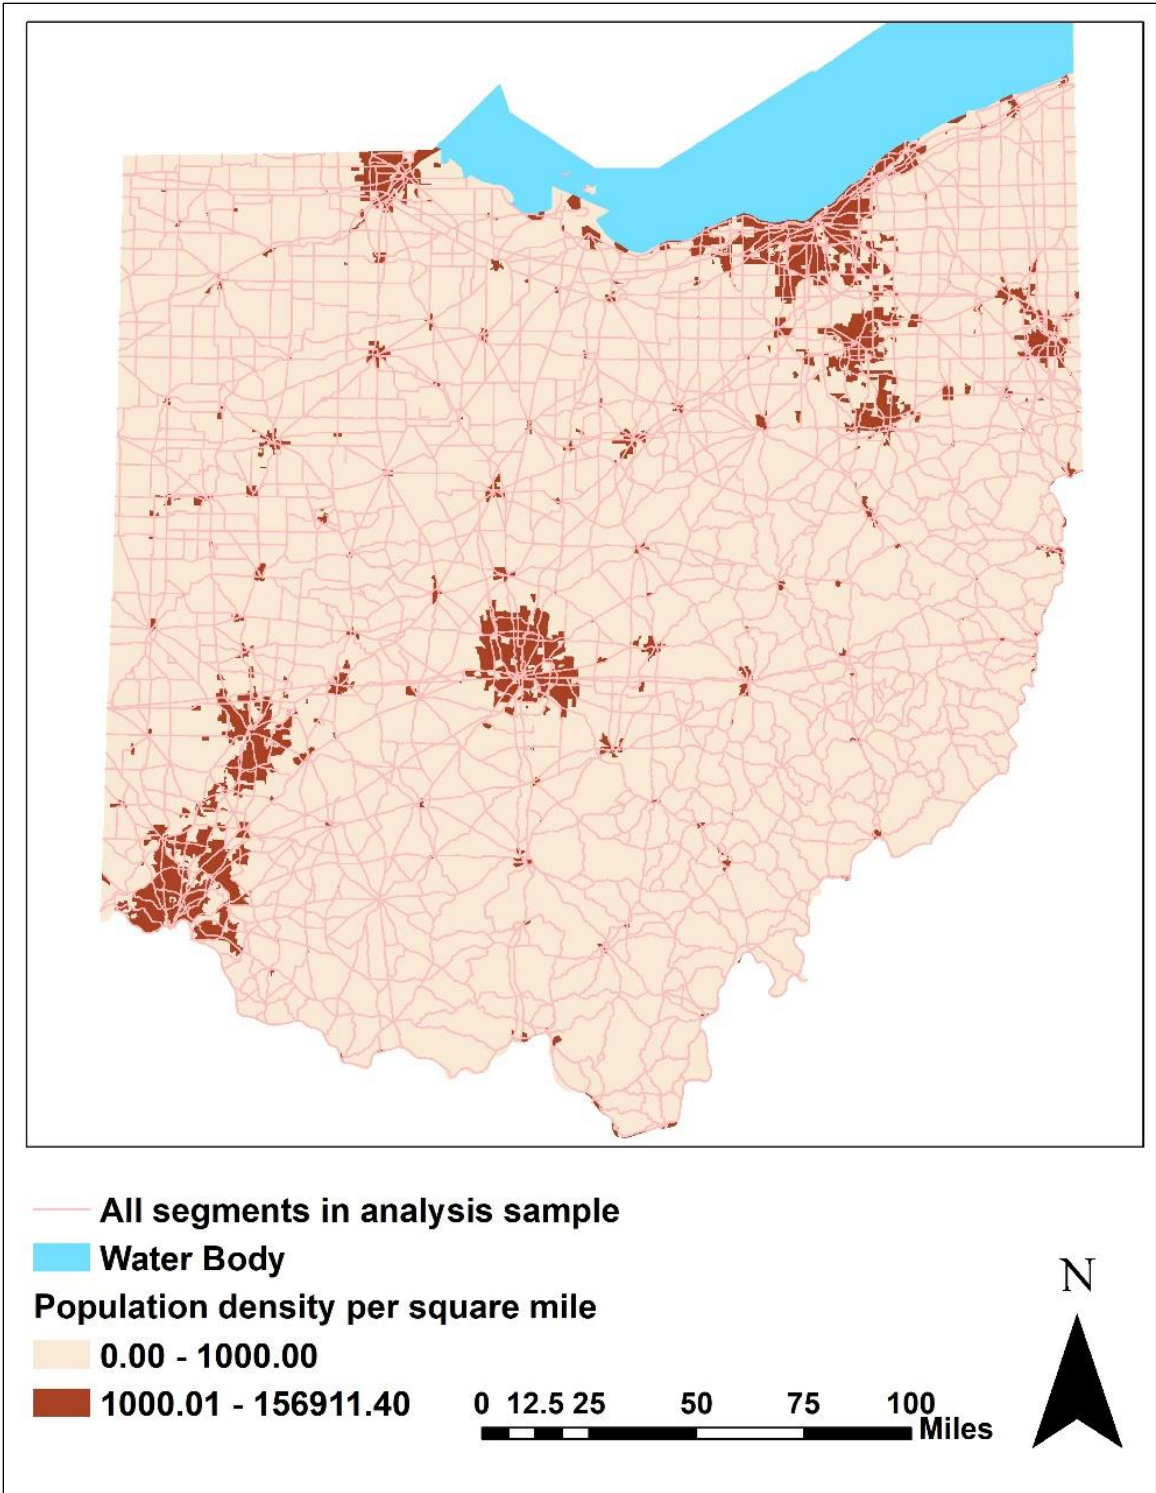 All segments in analysis sample
Water Body
N
Population density per square mile
0.00 - 1000.00
1000.01 - 156911.40
0 12.5 25 50 75 100
Miles